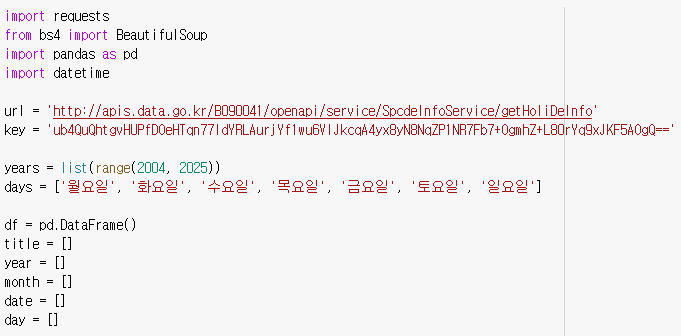 import requests
from bs4 import BeautifulSoup
import pandas as pd
import datetime
url = 'http://apis.data.go.kr/B090041/openapi/service/SpcdeInfoService/getHoliDeInfo'
key =
years = list(range(2004, 2025))
days = ['월요일', '화요일', '수요일', '목요일', '금요일', '토요일', '일요일']
df = pd.DataFrame()
title = []
year = []
month = []
date = []
day = []